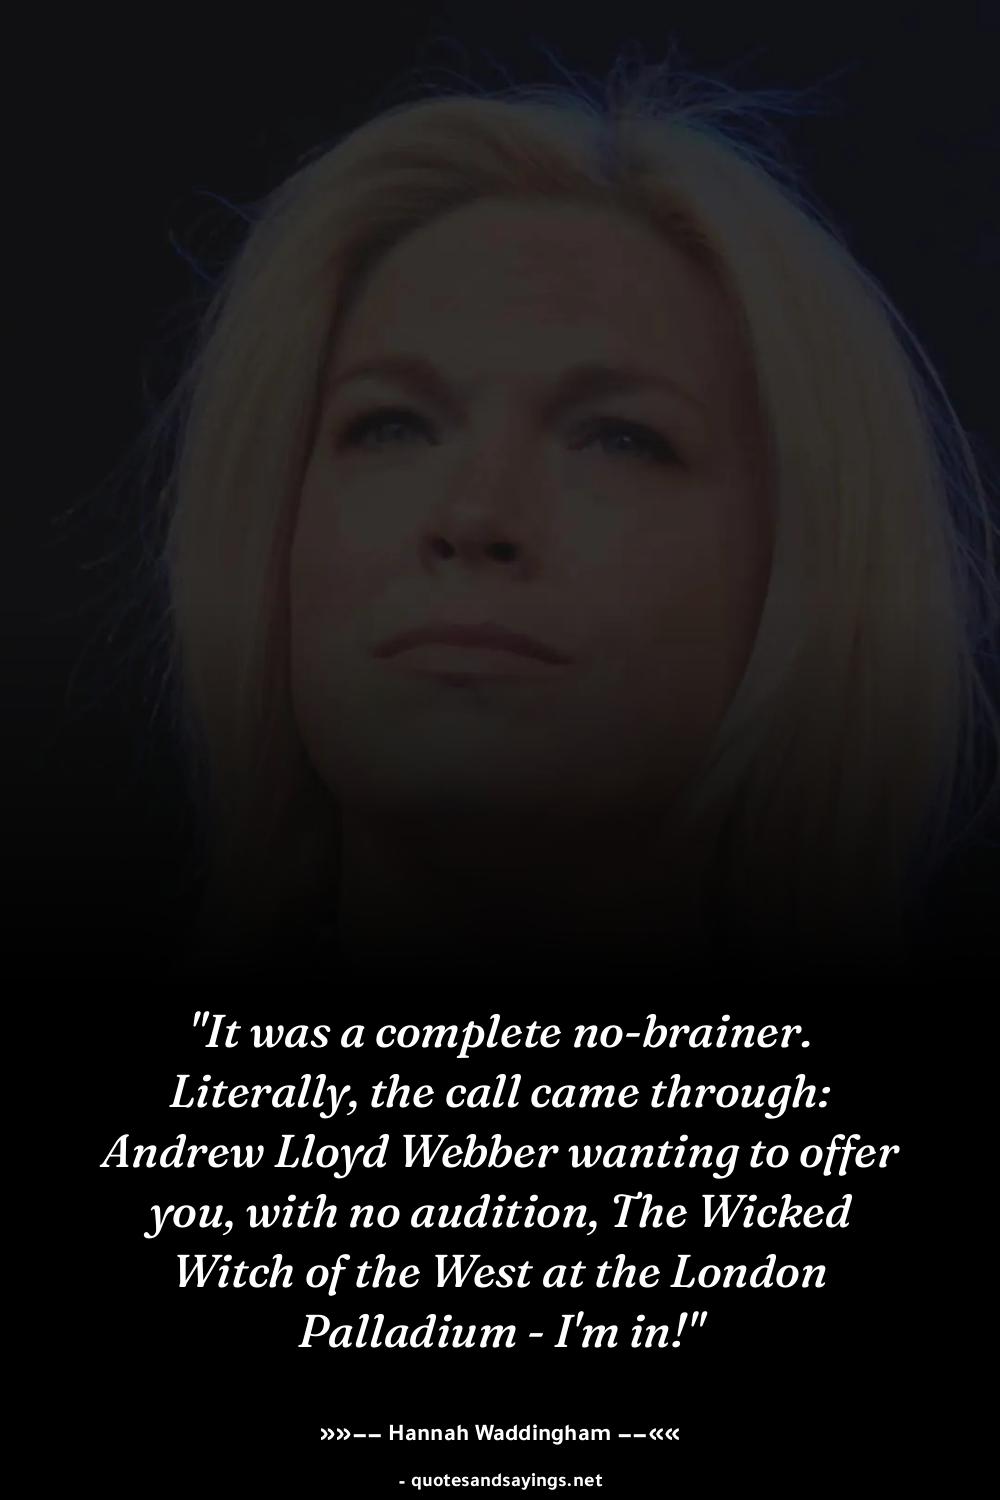 "It was a complete no-brainer.
Literally, the call came through:
Andrew Lloyd Webber wanting to offer
you, with no audition, The Wicked
Witch of the West at the London
Palladium - I'm in!"
»»−− Hannah Waddingham −−««
- quotesandsayings.net